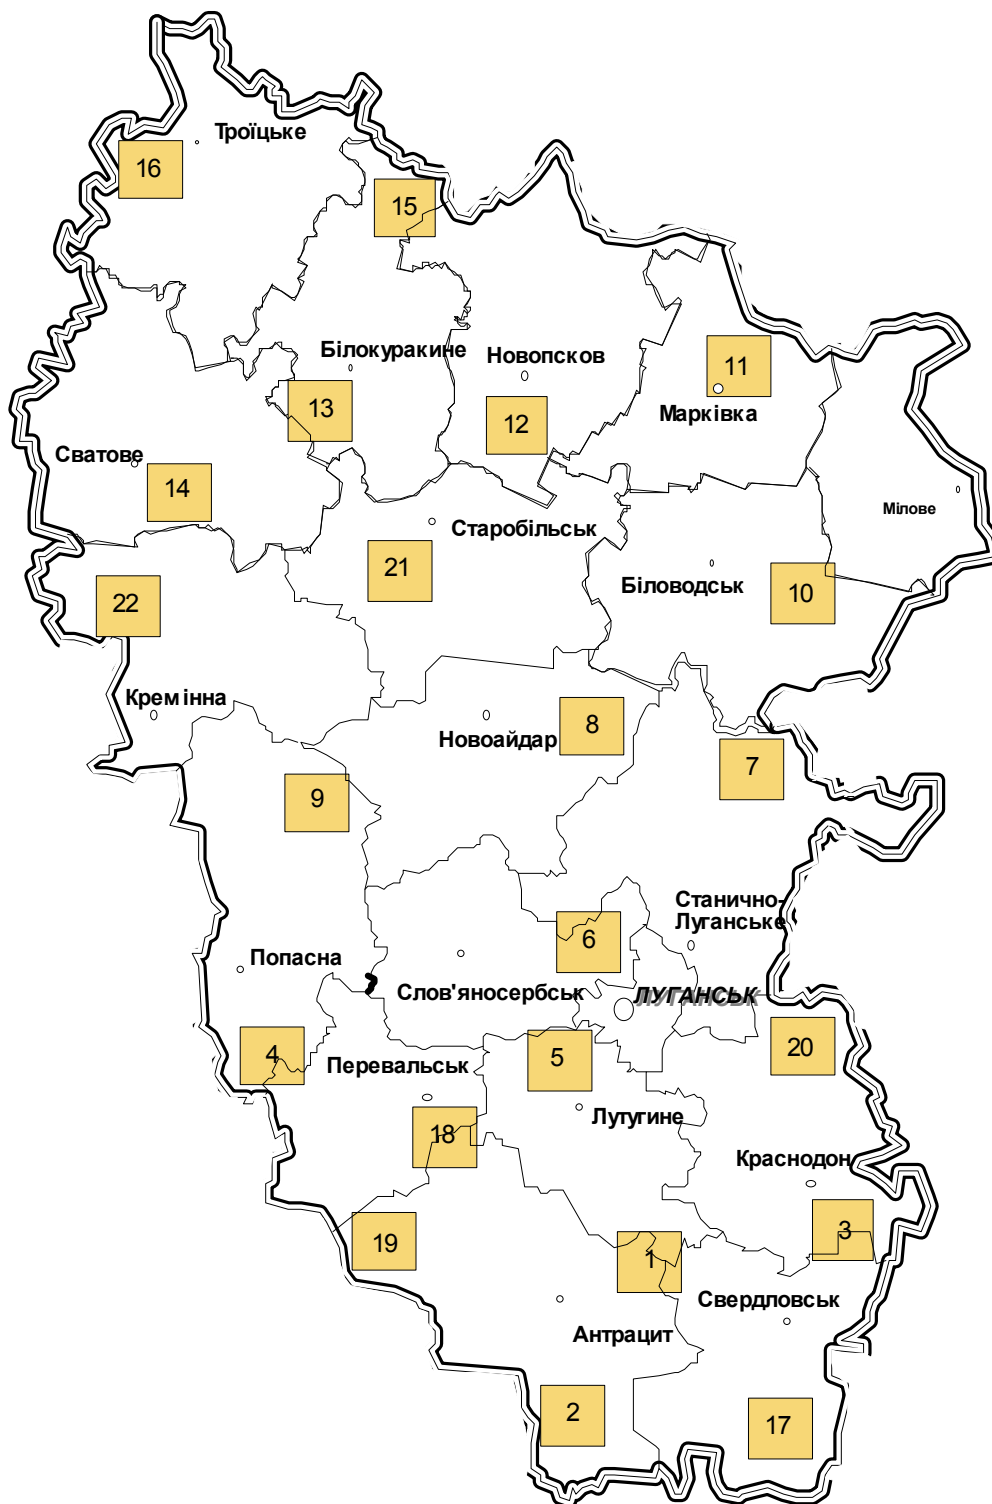 Троїцьке
16
15
Білокуракине
Новопсков
11
13
12
Марківка
Сватове
14
Мілове
Старобільськ
21
Біловодськ
10
22
Кремінна
8
Новоайдар
7
9
Станично-
Луганське
6
Попасна
Слов'яносербськ
ЛУГАНСЬК
4
5
20
Перевальськ
Лутугине
18
Краснодон
3
19
1
Свердловськ
Антрацит
2
17